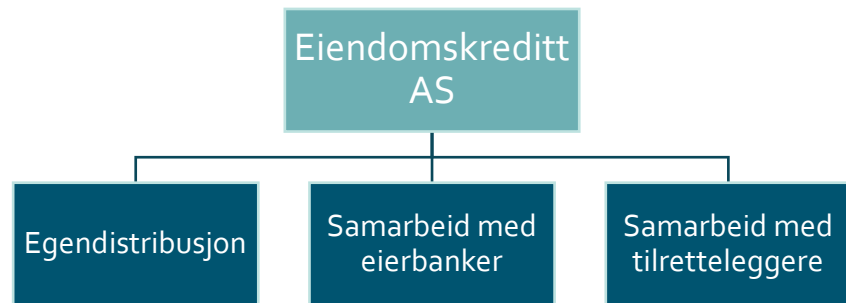 Eiendomskreditt
AS
Egendistribusjon
Samarbeid med
eierbanker
Samarbeid med
tilretteleggere